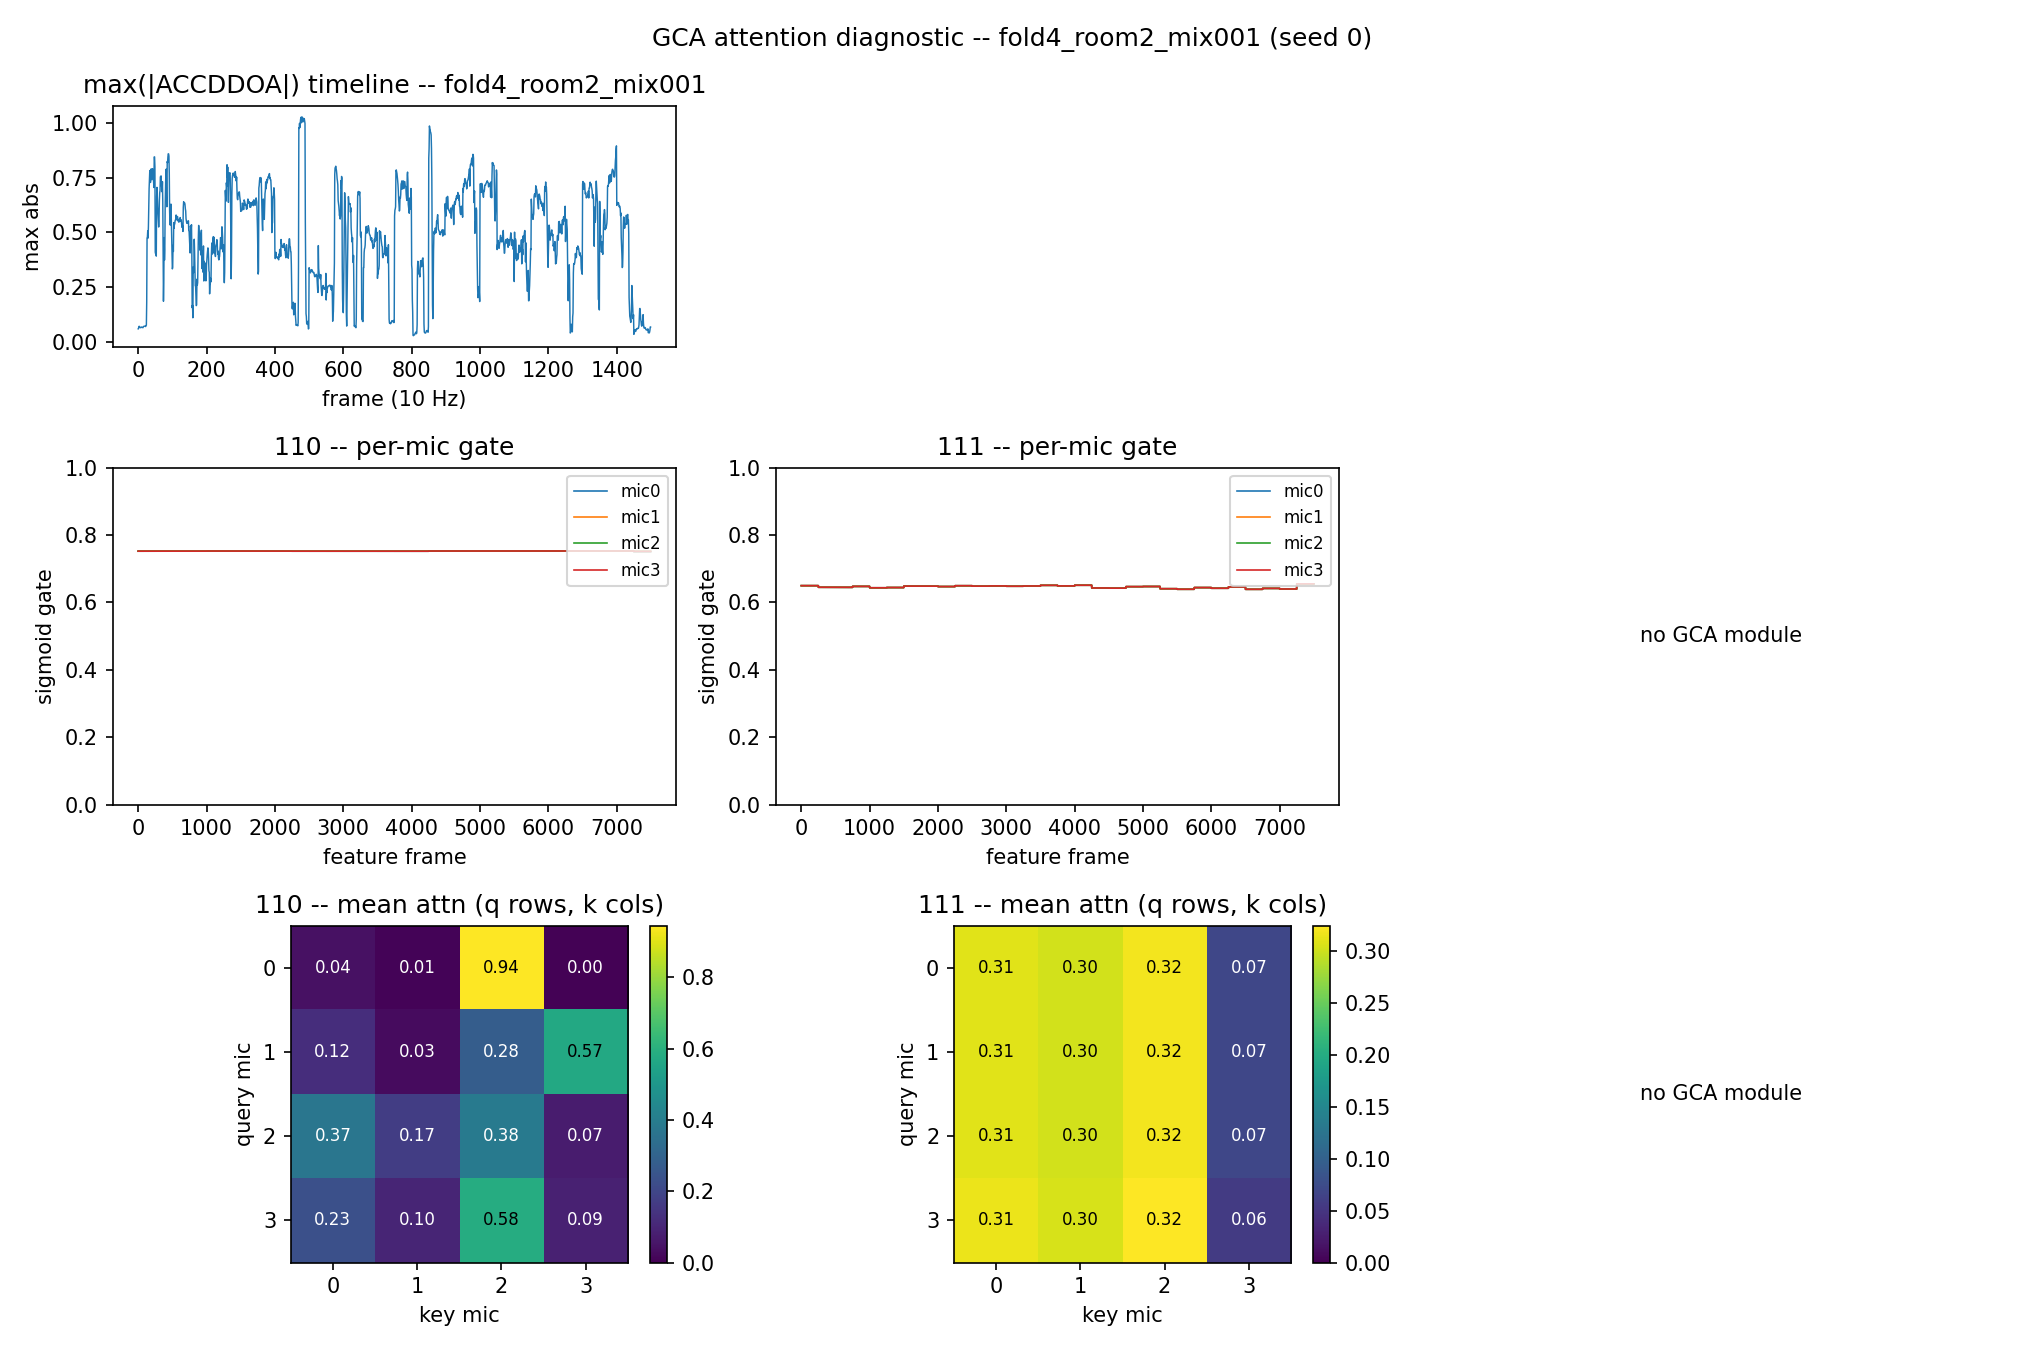 GCA attention diagnostic -- fold4_room2_mix001 (seed 0)
max(|ACCDDOA|) timeline -- fold4_room2_mix001
max abs
1.00
0.75
0.50
0.25
0.00
0 200 400 600 800 1000 1200 1400
frame (10 Hz)
110 -- per-mic gate
sigmoid gate
1.0
0.8
0.6
0.4
0.2
0.0
mic0
mic1
mic2
mic3
0 1000 2000 3000 4000 5000 6000 7000
feature frame
111 -- per-mic gate
sigmoid gate
1.0
0.8
0.6
0.4
0.2
0.0
mic0
mic1
mic2
mic3
0 1000 2000 3000 4000 5000 6000 7000
feature frame
no GCA module
110 -- mean attn (q rows, k cols)
query mic
0 0.04 0.01 0.94 0.00
1 0.12 0.03 0.28 0.57
2 0.37 0.17 0.38 0.07
3 0.23 0.10 0.58 0.09
0 1 2 3
key mic
0.8
0.6
0.4
0.2
0.0
111 -- mean attn (q rows, k cols)
query mic
0 0.31 0.30 0.32 0.07
1 0.31 0.30 0.32 0.07
2 0.31 0.30 0.32 0.07
3 0.31 0.30 0.32 0.06
0 1 2 3
key mic
0.30
0.25
0.20
0.15
0.10
0.05
0.00
no GCA module